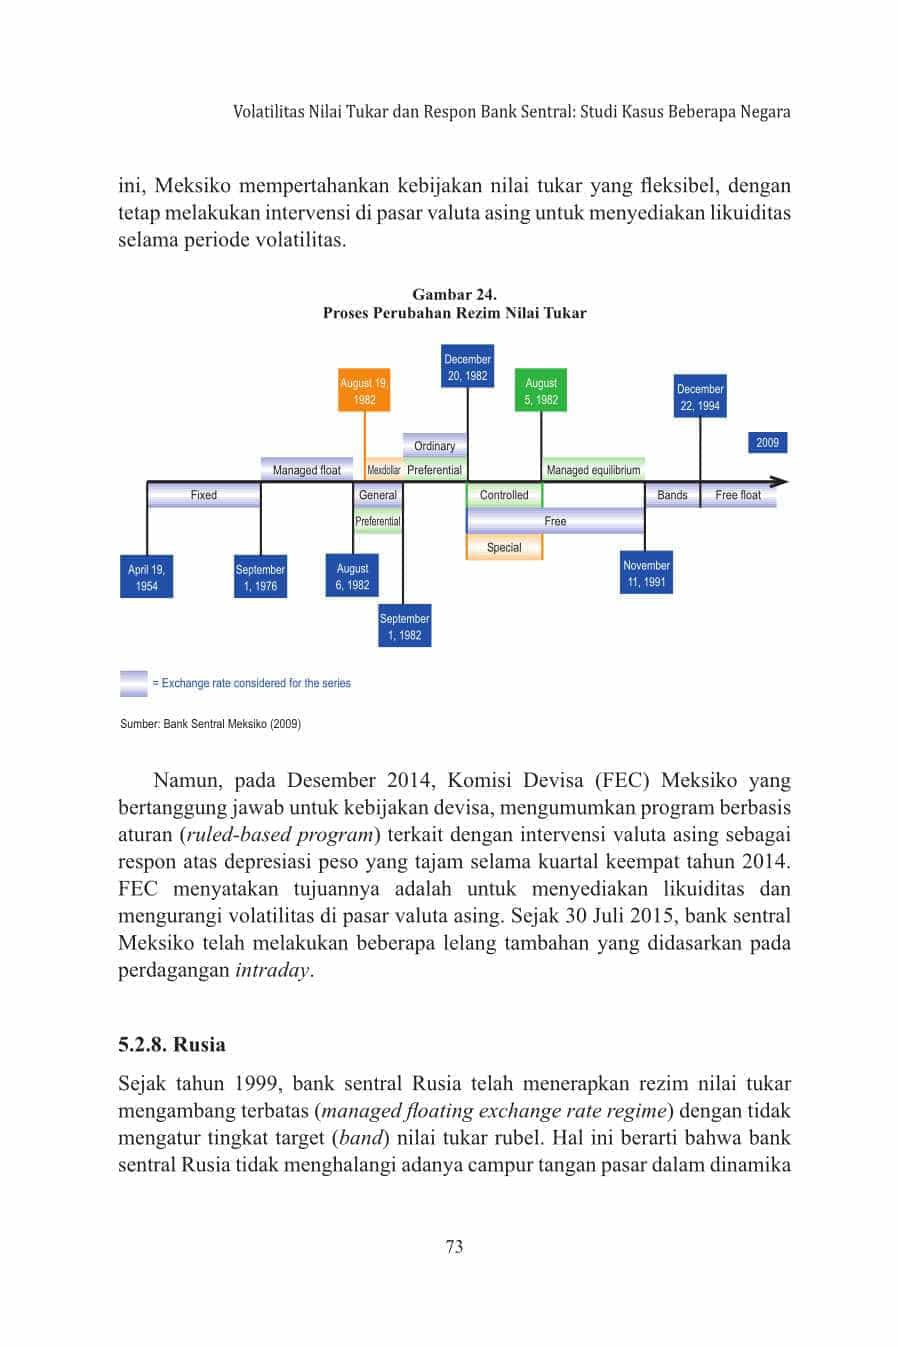 Volatilitas Nilai Tukar dan Respon Bank Sentral: Studi Kasus Beberapa Negara
ini, Meksiko mempertahankan kebijakan nilai tukar yang fleksibel, dengan
tetap melakukan intervensi di pasar valuta asing untuk menyediakan likuiditas
selama periode volatilitas.
Gambar 24.
Proses Perubahan Rezim Nilai Tukar
December
20, 1982
August 19,
1982
August
5, 1982
December
22, 1994
2009
Ordinary
Managed float
Mexdollar
Preferential
Managed equilibrium
Fixed
General
Controlled
Bands
Free float
Preferential
Free
Special
April 19,
1954
September
1, 1976
August
6, 1982
November
11, 1991
September
1, 1982
= Exchange rate considered for the series
Sumber: Bank Sentral Meksiko (2009)
Namun, pada Desember 2014, Komisi Devisa (FEC) Meksiko yang
bertanggung jawab untuk kebijakan devisa, mengumumkan program berbasis
aturan (ruled-based program) terkait dengan intervensi valuta asing sebagai
respon atas depresiasi peso yang tajam selama kuartal keempat tahun 2014.
FEC menyatakan tujuannya adalah untuk menyediakan likuiditas dan
mengurangi volatilitas di pasar valuta asing. Sejak 30 Juli 2015, bank sentral
Meksiko telah melakukan beberapa lelang tambahan yang didasarkan pada
perdagangan intraday.
5.2.8. Rusia
Sejak tahun 1999, bank sentral Rusia telah menerapkan rezim nilai tukar
mengambang terbatas (managed floating exchange rate regime) dengan tidak
mengatur tingkat target (band) nilai tukar rubel. Hal ini berarti bahwa bank
sentral Rusia tidak menghalangi adanya campur tangan pasar dalam dinamika
73